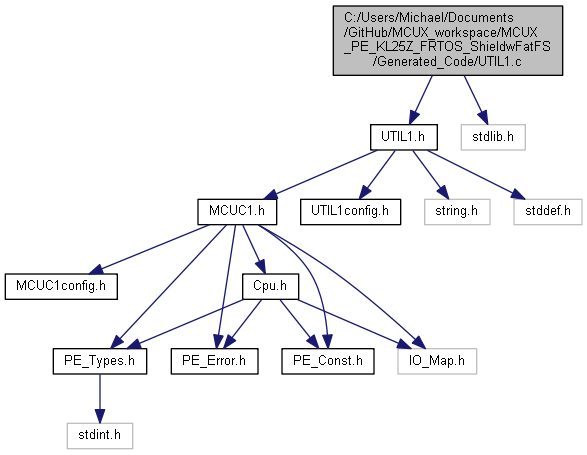 C:/Users/Michael/Documents
/GitHub/MCUX_workspace/MCUX
_PE_KL25Z_FRTOS_ShieldwFatFS
/Generated_Code/UTIL1.c
UTIL1.h
stdlib.h
MCUC1.h
UTIL1config.h
string.h
stddef.h
MCUC1config.h
Cpu.h
PE_Types.h
PE_Error.h
PE_Const.h
IO_Map.h
stdint.h